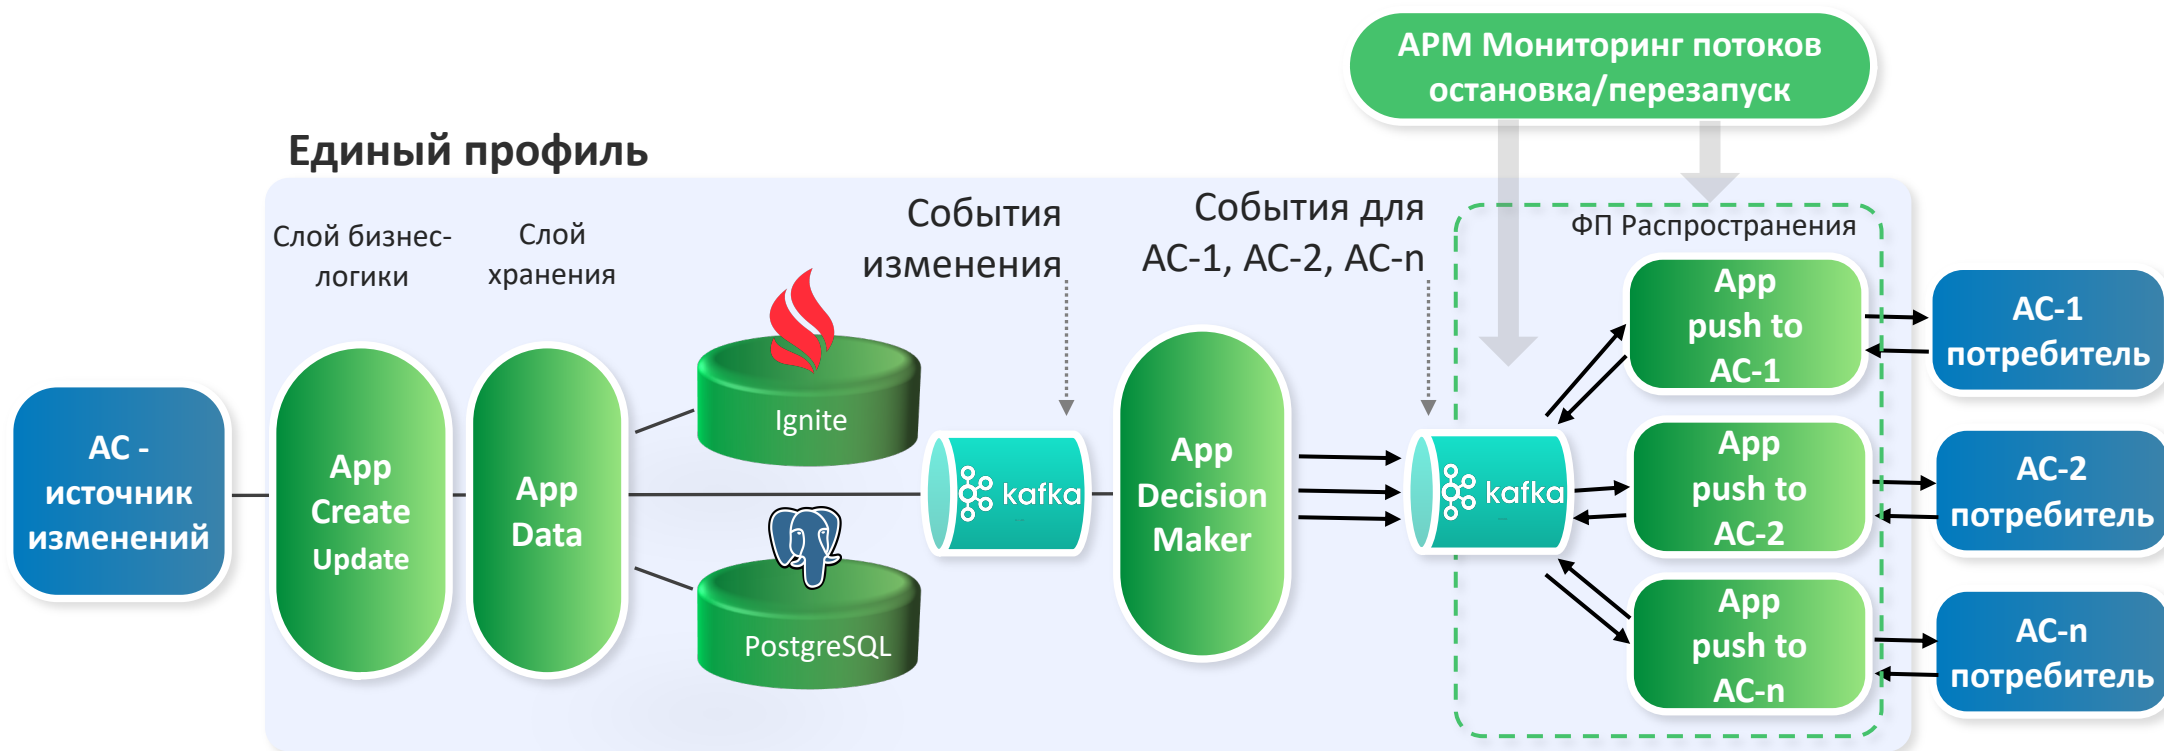 АРМ Мониторинг потоков
остановка/перезапуск
Единый профиль
Слой бизнес-
логики
Слой
хранения
События
изменения
События для
АС-1, АС-2, АС-n
ФП Распространения
АС -
источник
изменений
App
Create
Update
App
Data
Ignite
PostgreSQL
kafka
App
Decision
Maker
kafka
App
push to
АС-1
App
push to
АС-2
App
push to
АС-n
АС-1
потребитель
АС-2
потребитель
АС-n
потребитель